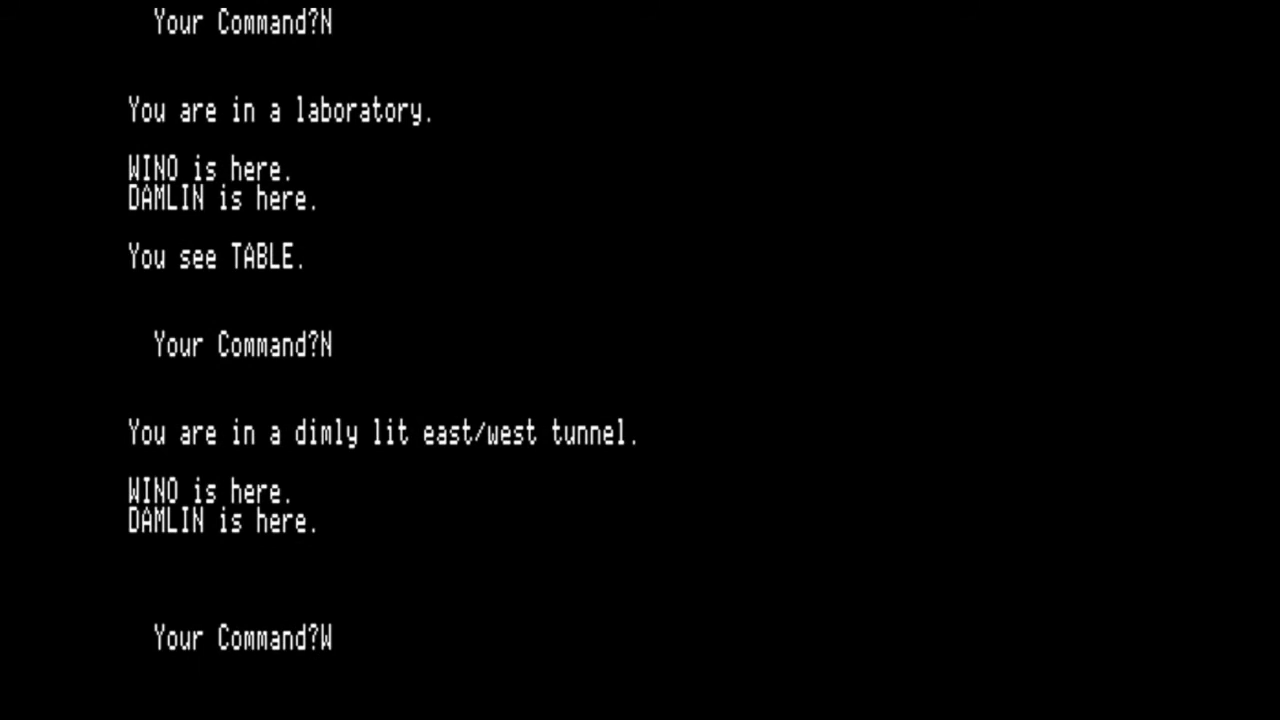 Your Command?N
You are in a laboratory.
WINO is here.
DAMLIN is here.
You see TABLE.
Your Command?N
You are in a dimly lit east/west tunnel.
WINO is here.
DAMLIN is here.
Your Command?W